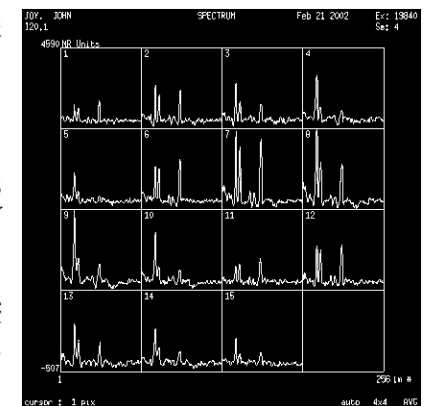 JOY, JOHN SPECTRUM Feb 21 2002 Ex: 19840
I20,1 Se: 4
4590 NR Units
1 2 3 4
5 6 7 8
9 10 11 12
13 14 15
-507
1 256 im #
cursor : 1 pix auto 4x4 AVG